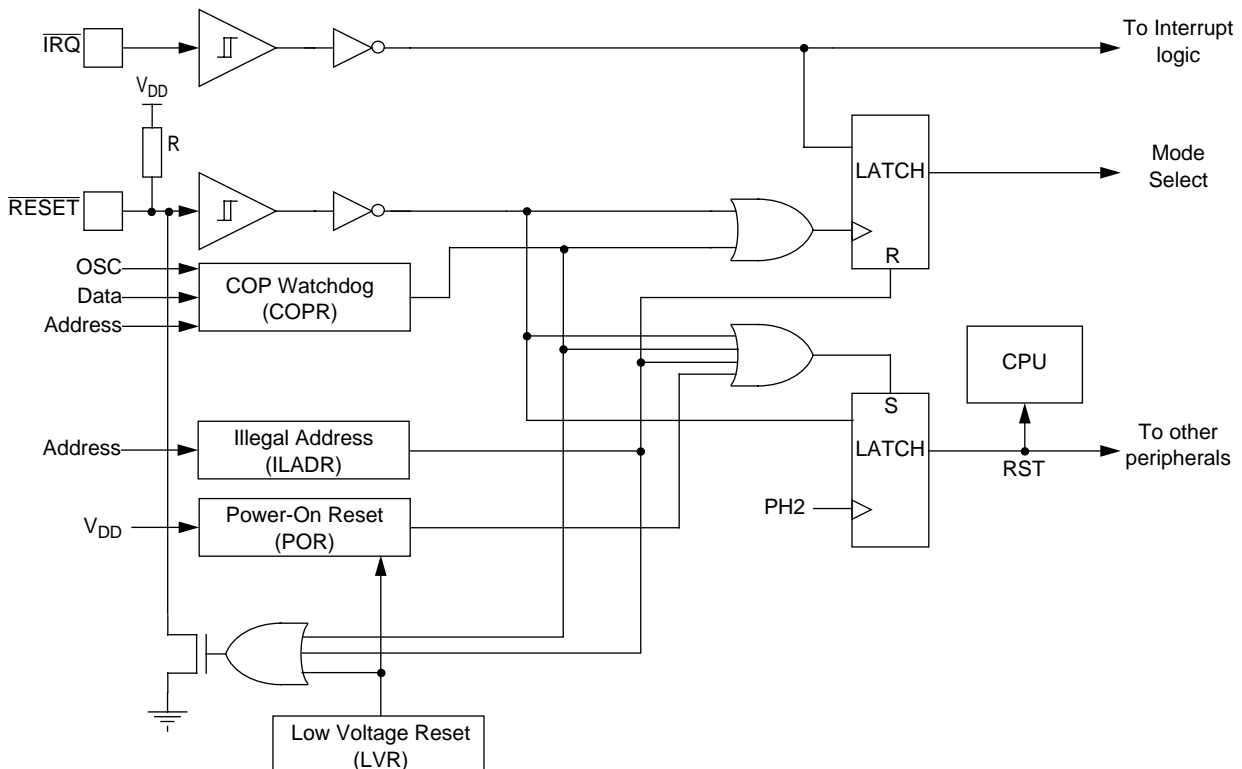 IRQ
To Interrupt
logic
VDD
R
LATCH
Mode
Select
RESET
OSC
Data
Address
COP Watchdog
(COPR)
R
CPU
S
Address
Illegal Address
(ILADR)
LATCH
RST
To other
peripherals
VDD
Power-On Reset
(POR)
PH2
Low Voltage Reset
(LVR)